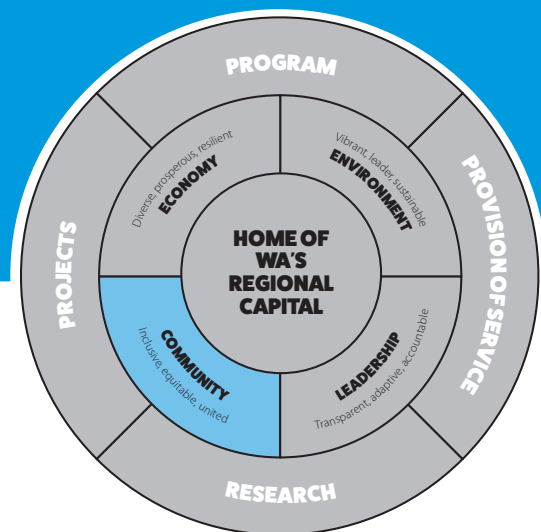 PROGRAM
Diverse, prosperous, resilient
ECONOMY
Vibrant, leader, sustainable
ENVIRONMENT
PROJECTS
HOME OF
WA'S
REGIONAL
CAPITAL
PROVISION OF SERVICE
COMMUNITY
Inclusive, equitable, united
LEADERSHIP
Transparent, adaptive, accountable
RESEARCH